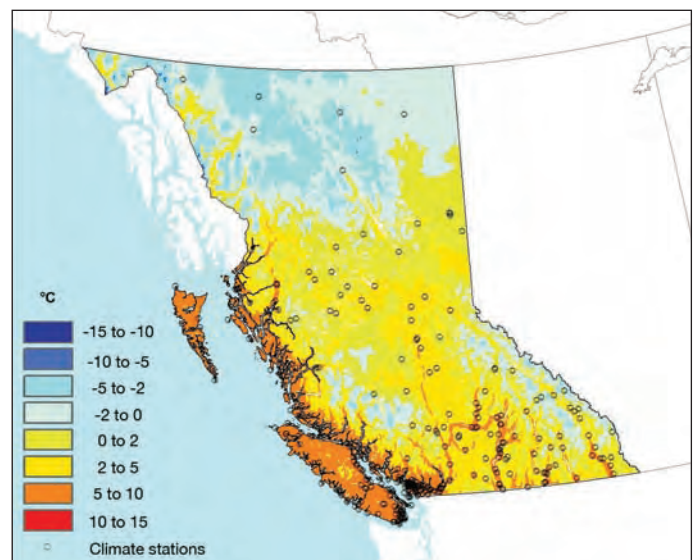 °C
-15 to -10
-10 to -5
-5 to -2
-2 to 0
0 to 2
2 to 5
5 to 10
10 to 15
Climate stations